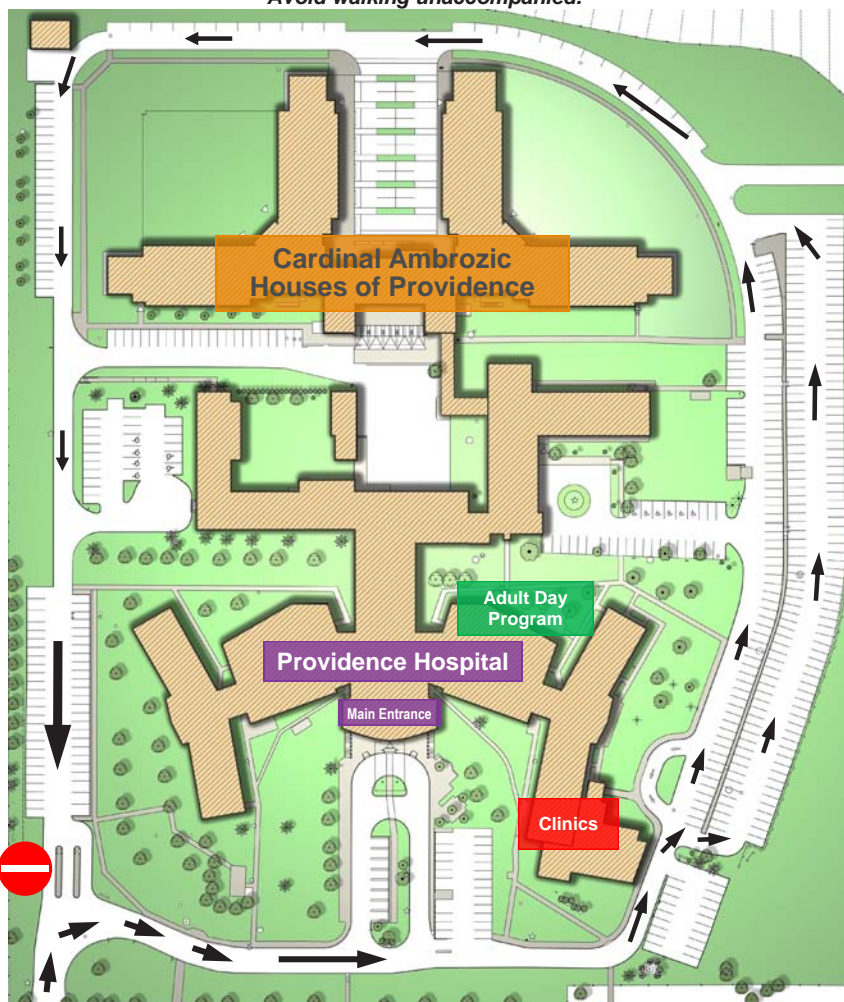 Avoid walking unaccompanied.
Cardinal Ambrozic
Houses of Providence
Adult Day
Program
Providence Hospital
Main Entrance
Clinics